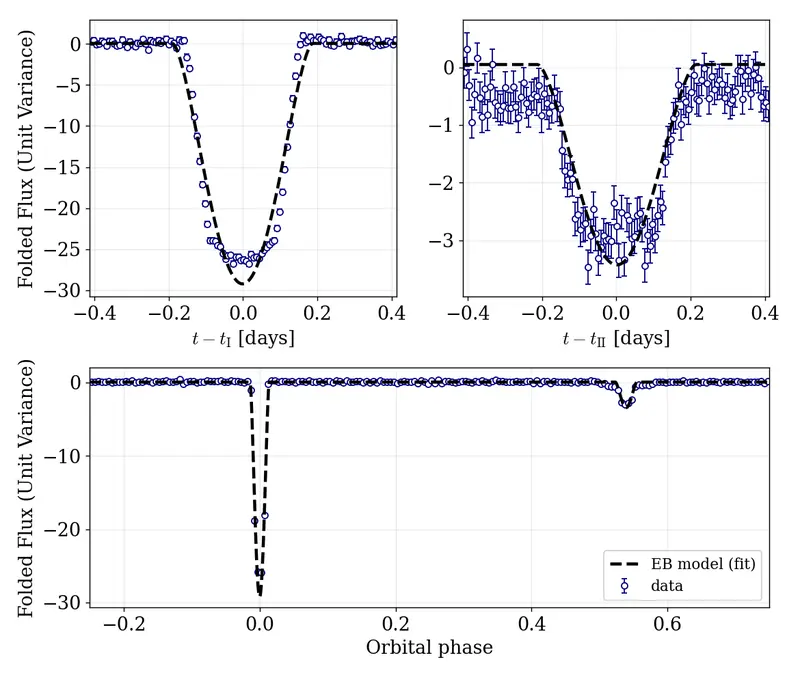 Folded Flux (Unit Variance)
0
−5
−10
−15
−20
−25
−30
−0.4 −0.2 0.0 0.2 0.4
t − tI [days]
0
−1
−2
−3
−0.4 −0.2 0.0 0.2 0.4
t − tII [days]
Folded Flux (Unit Variance)
0
−10
−20
−30
EB model (fit)
data
−0.2 0.0 0.2 0.4 0.6
Orbital phase